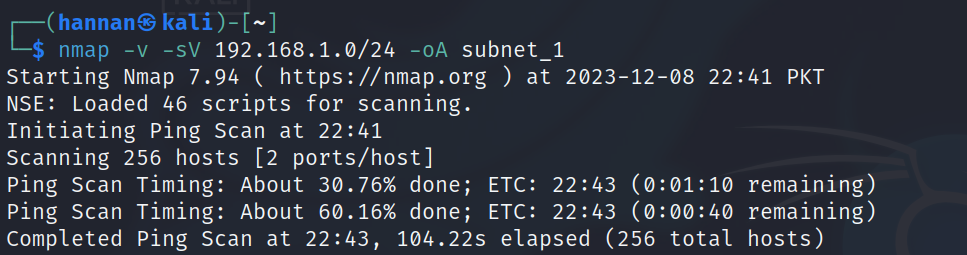 ┌──(hannan㉿kali)-[~]
└─$ nmap -v -sV 192.168.1.0/24 -oA subnet_1
Starting Nmap 7.94 ( https://nmap.org ) at 2023-12-08 22:41 PKT
NSE: Loaded 46 scripts for scanning.
Initiating Ping Scan at 22:41
Scanning 256 hosts [2 ports/host]
Ping Scan Timing: About 30.76% done; ETC: 22:43 (0:01:10 remaining)
Ping Scan Timing: About 60.16% done; ETC: 22:43 (0:00:40 remaining)
Completed Ping Scan at 22:43, 104.22s elapsed (256 total hosts)